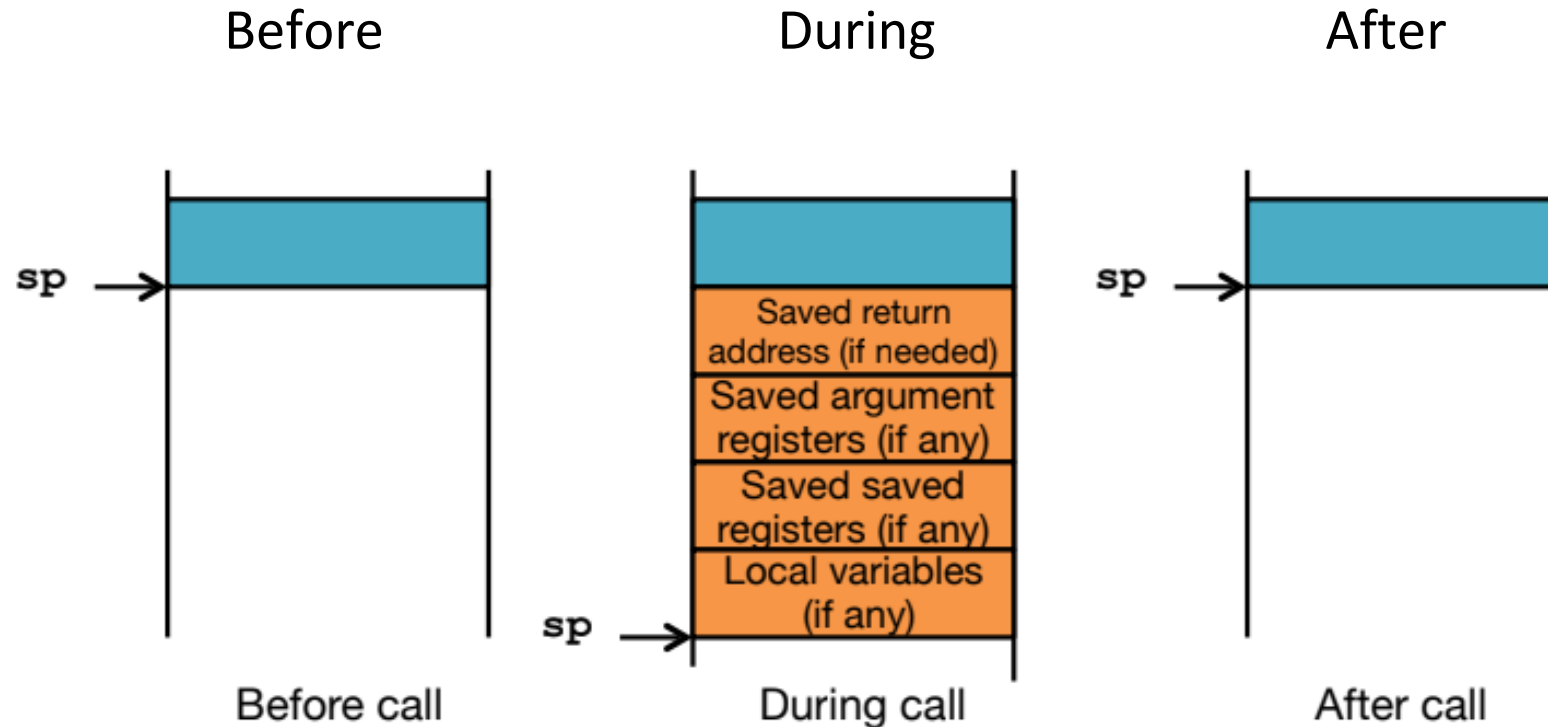 Before
During
After
sp
sp
Saved return
address (if needed)
Saved argument
registers (if any)
Saved saved
registers (if any)
Local variables
(if any)
sp
Before call
During call
After call